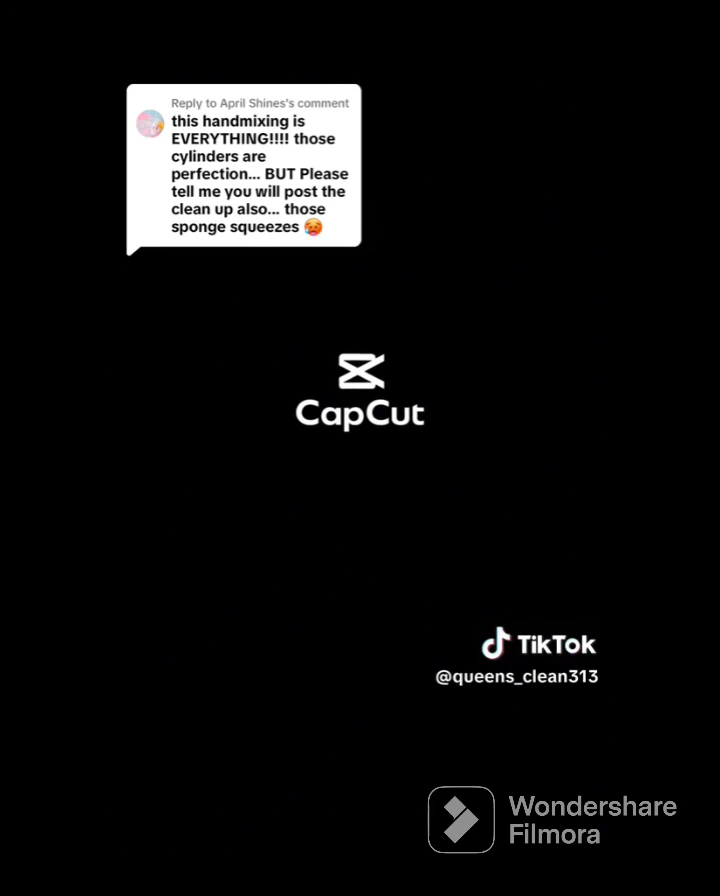 Reply to April Shines's comment
this handmixing is
EVERYTHING!!!! those
cylinders are
perfection... BUT Please
tell me you will post the
clean up also... those
sponge squeezes 🥵
CapCut
TikTok
@queens_clean313
Wondershare
Filmora